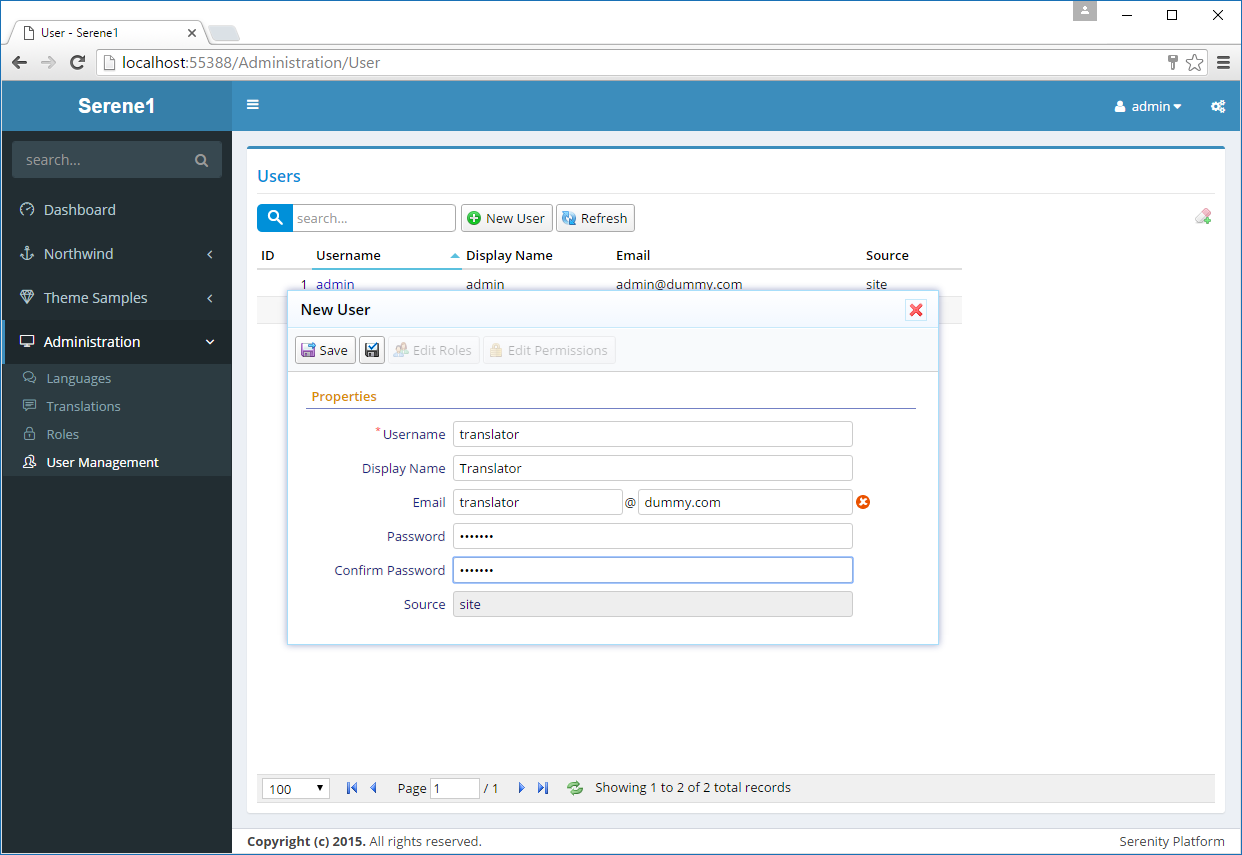 User - Serene1
localhost:55388/Administration/User
Serene1
admin
search...
Dashboard
Northwind
Theme Samples
Administration
Languages
Translations
Roles
User Management
Users
search...
New User
Refresh
ID Username Display Name Email Source
1 admin admin admin@dummy.com site
New User
Save
Edit Roles
Edit Permissions
Properties
*Username translator
Display Name Translator
Email translator @ dummy.com
Password •••••••
Confirm Password •••••••
Source site
100 Page 1 / 1 Showing 1 to 2 of 2 total records
Copyright (c) 2015. All rights reserved. Serenity Platform